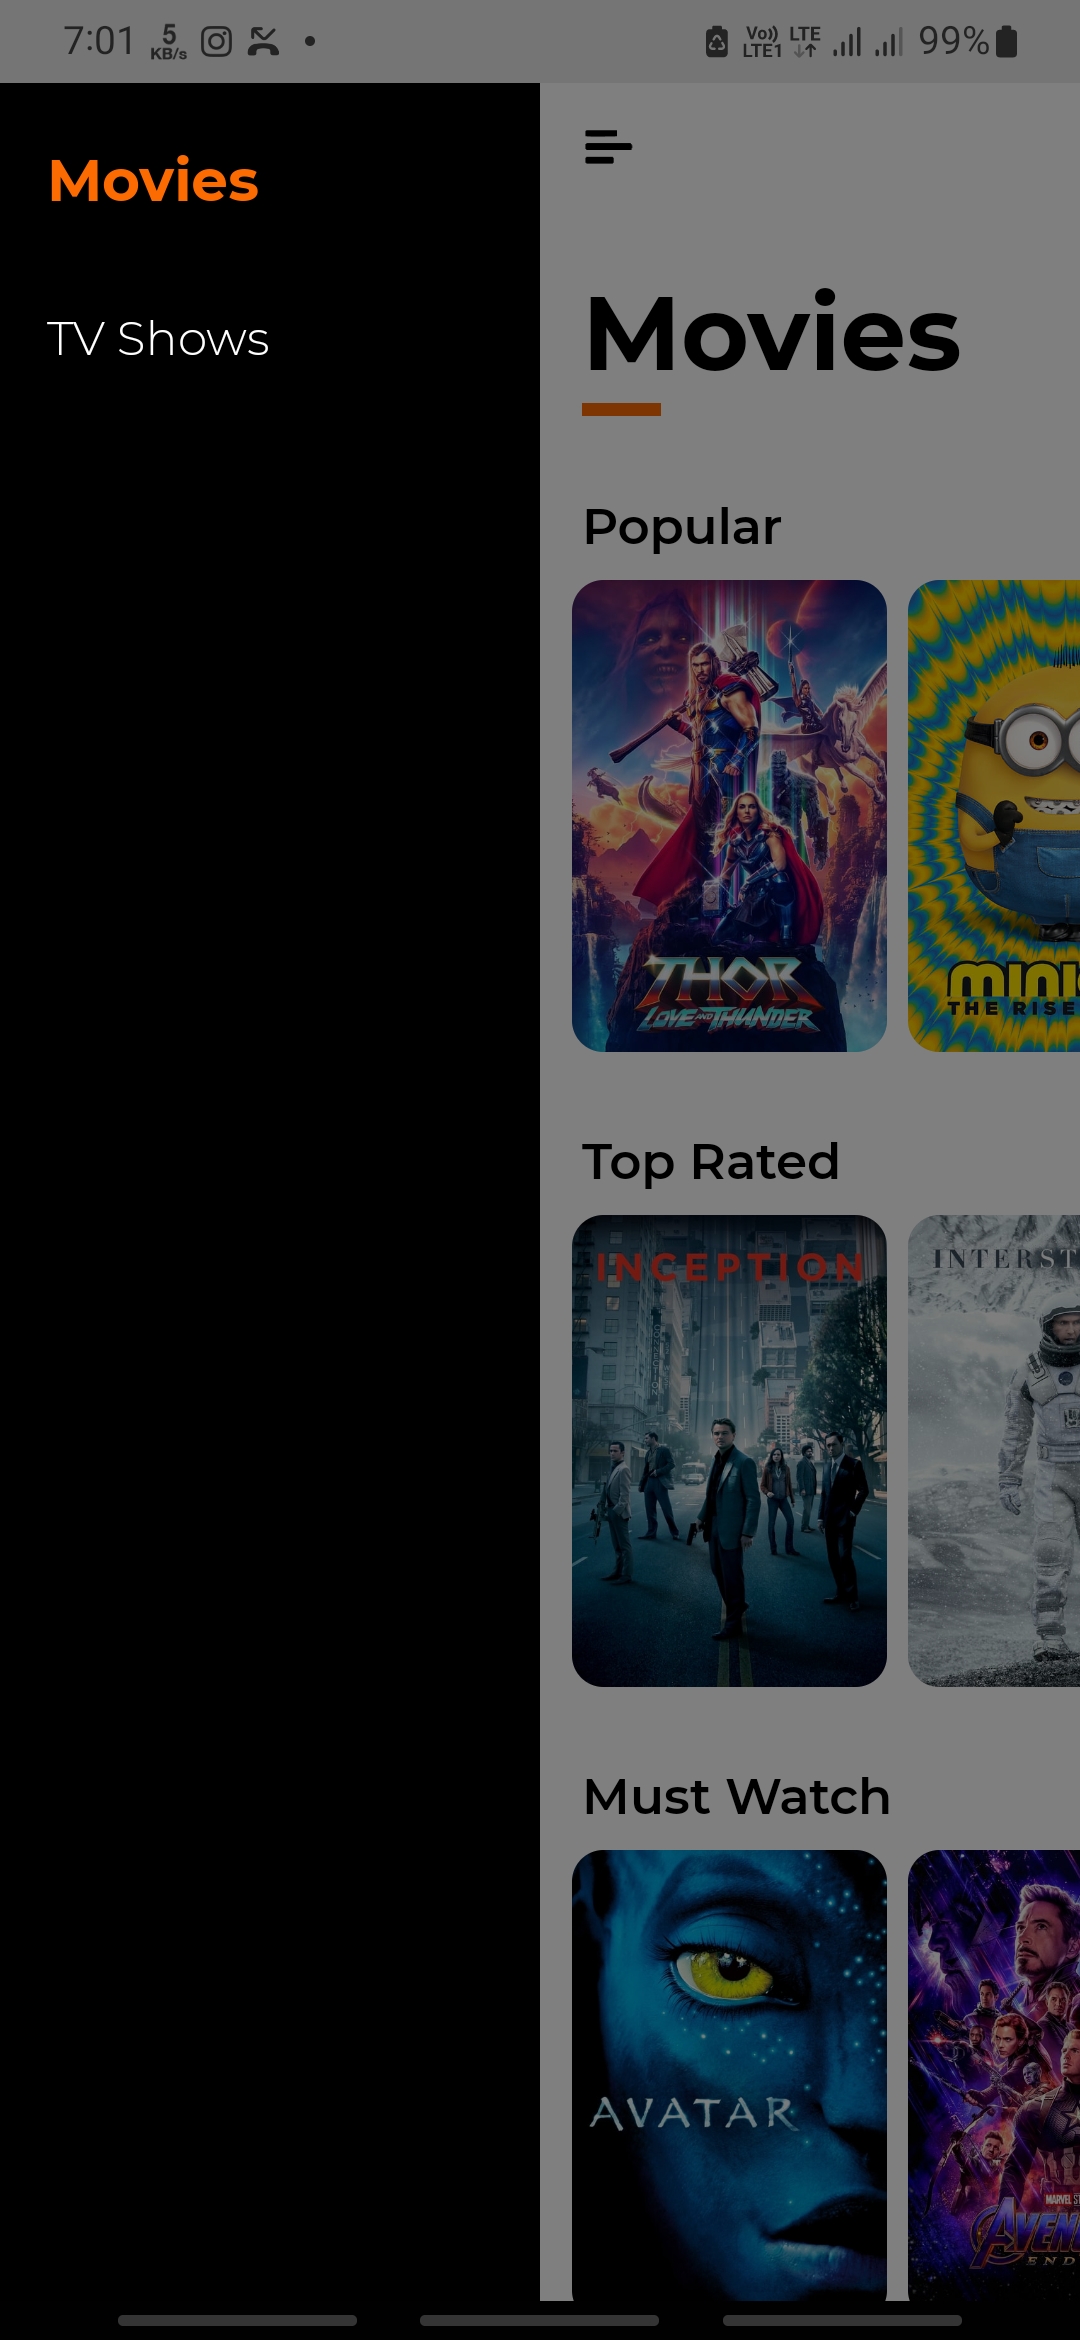 7:01
5
KB/s
Vo))
LTE1
LTE
99%
Movies
TV Shows
Movies
Popular
THOR
LOVE AND THUNDER
MINI
THE RISE
Top Rated
INCEPTION
INTERST
Must Watch
AVATAR
MARVEL ST
AVEN
END